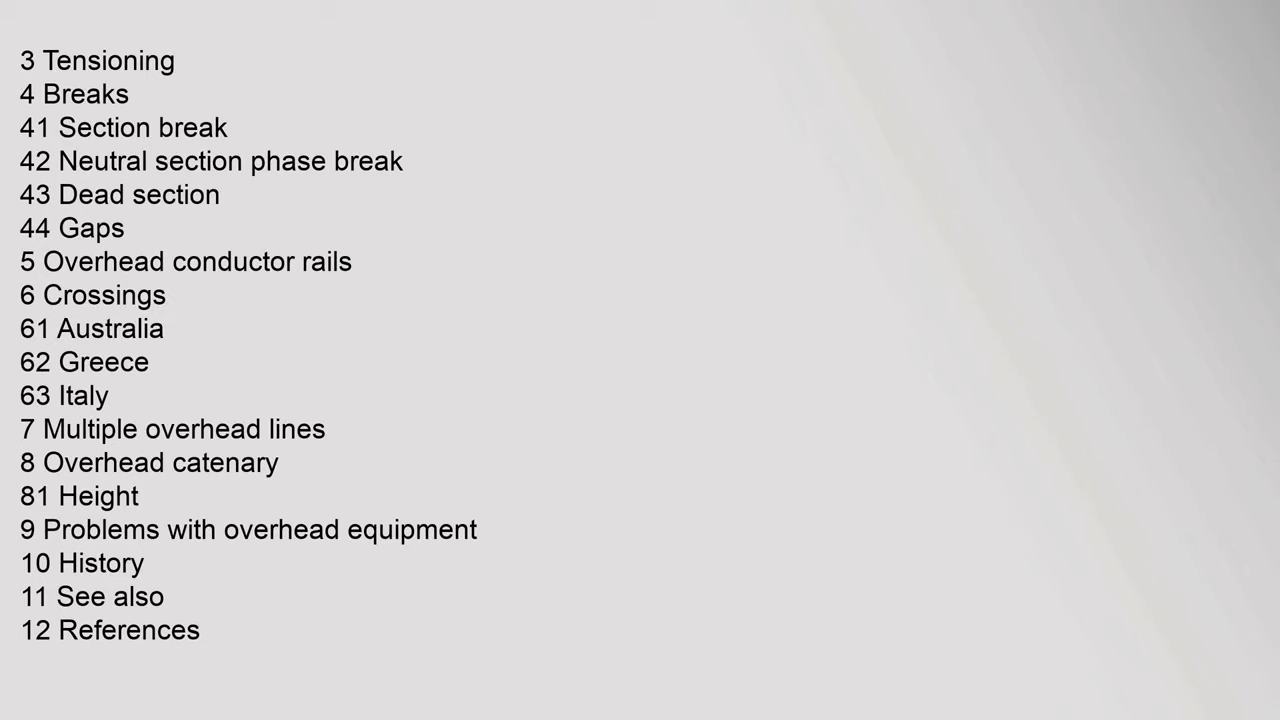 3 Tensioning
4 Breaks
41 Section break
42 Neutral section phase break
43 Dead section
44 Gaps
5 Overhead conductor rails
6 Crossings
61 Australia
62 Greece
63 Italy
7 Multiple overhead lines
8 Overhead catenary
81 Height
9 Problems with overhead equipment
10 History
11 See also
12 References